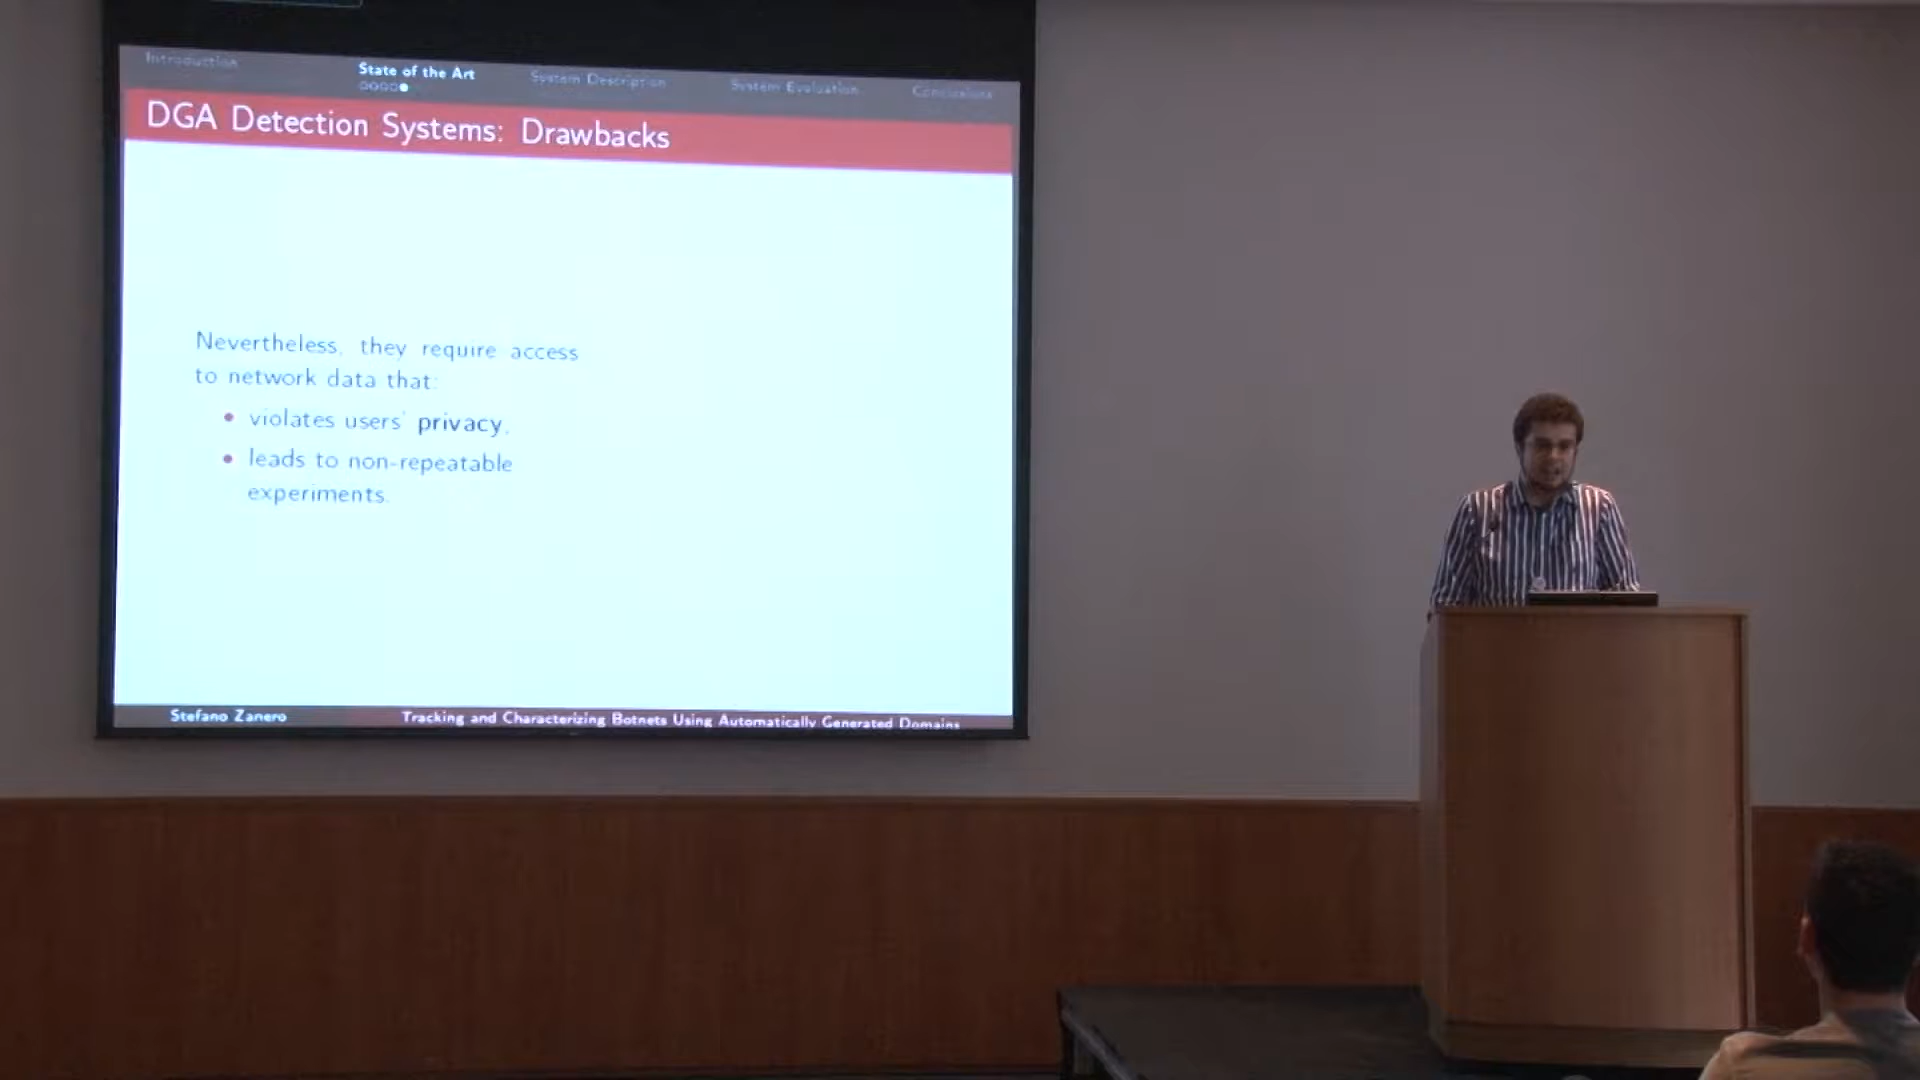 Introduction
State of the Art
System Description
System Evaluation
Conclusions
DGA Detection Systems: Drawbacks
Nevertheless, they require access
to network data that:
• violates users' privacy,
• leads to non-repeatable
experiments.
Stefano Zanero
Tracking and Characterizing Botnets Using Automatically Generated Domains